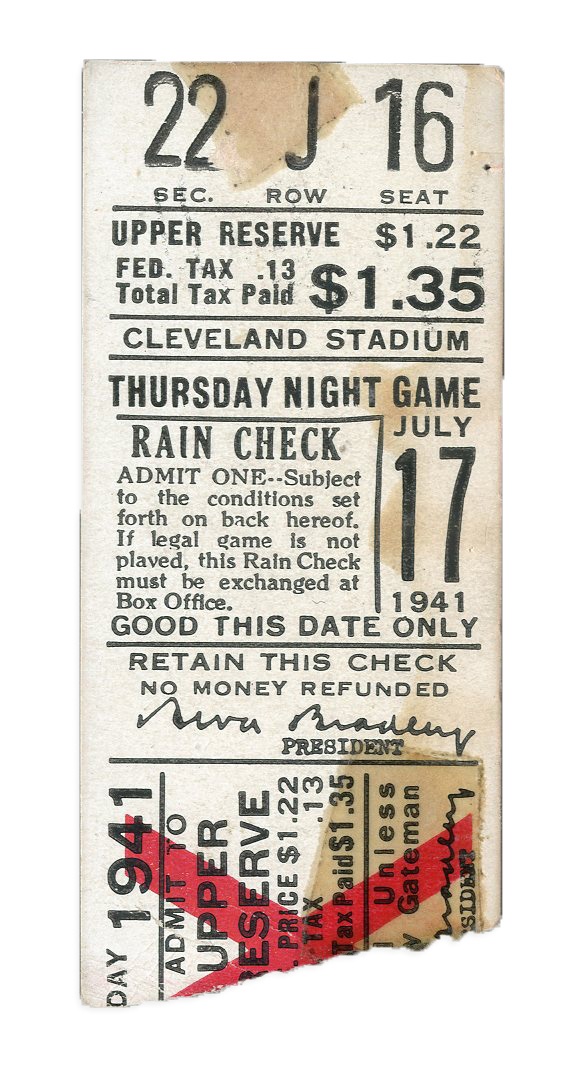 22 J 16
SEC. ROW SEAT
UPPER RESERVE $1.22
FED. TAX .13
Total Tax Paid $1.35
CLEVELAND STADIUM
THURSDAY NIGHT GAME
RAIN CHECK
ADMIT ONE--Subject
to the conditions set
forth on back hereof.
If legal game is not
played, this Rain Check
must be exchanged at
Box Office.
JULY
17
1941
GOOD THIS DATE ONLY
RETAIN THIS CHECK
NO MONEY REFUNDED
Alva Bradley
PRESIDENT
DAY 1941
ADMIT TO
UPPER
RESERVE
. PRICE $1.22
TAX .13
Tax Paid $1.35
Unless
Gateman
SIDENT